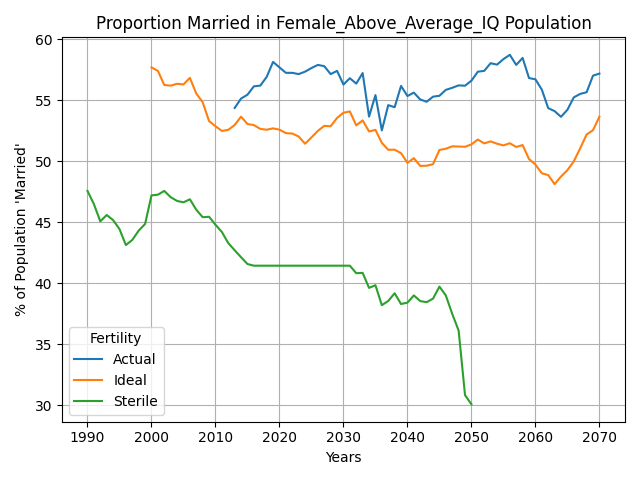 Proportion Married in Female_Above_Average_IQ Population
% of Population 'Married'
60
55
50
45
40
35
30
Fertility
Actual
Ideal
Sterile
1990 2000 2010 2020 2030 2040 2050 2060 2070
Years